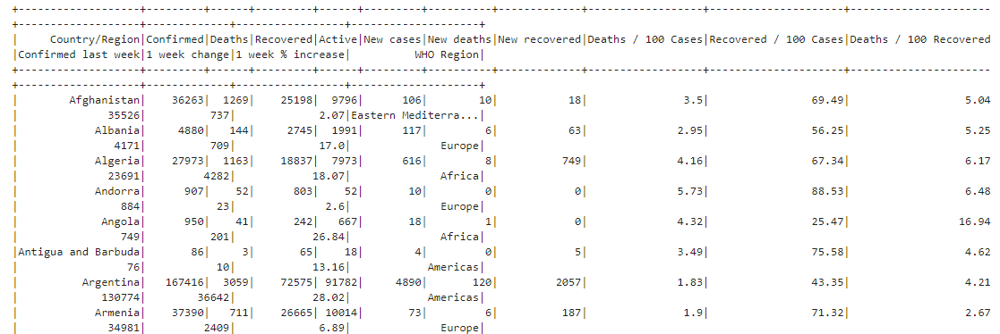 +-------------------+---------+------+---------+------+---------+----------+-------------+------------------+---------------------+----------------------
+-------------------+-------------+-----------------+--------------------+
|     Country/Region|Confirmed|Deaths|Recovered|Active|New cases|New deaths|New recovered|Deaths / 100 Cases|Recovered / 100 Cases|Deaths / 100 Recovered
|Confirmed last week|1 week change|1 week % increase|          WHO Region|
+-------------------+---------+------+---------+------+---------+----------+-------------+------------------+---------------------+----------------------
+-------------------+-------------+-----------------+--------------------+
|        Afghanistan|    36263|  1269|    25198|  9796|      106|        10|           18|               3.5|                69.49|                   5.04
|              35526|          737|             2.07|Eastern Mediterra...|
|            Albania|     4880|   144|     2745|  1991|      117|         6|           63|              2.95|                56.25|                   5.25
|               4171|          709|             17.0|              Europe|
|            Algeria|    27973|  1163|    18837|  7973|      616|         8|          749|              4.16|                67.34|                   6.17
|              23691|         4282|            18.07|              Africa|
|            Andorra|      907|    52|      803|    52|       10|         0|            0|              5.73|                88.53|                   6.48
|                884|           23|              2.6|              Europe|
|             Angola|      950|    41|      242|   667|       18|         1|            0|              4.32|                25.47|                  16.94
|                749|          201|            26.84|              Africa|
|Antigua and Barbuda|       86|     3|       65|    18|        4|         0|            5|              3.49|                75.58|                   4.62
|                 76|           10|            13.16|            Americas|
|          Argentina|   167416|  3059|    72575| 91782|     4890|       120|         2057|              1.83|                43.35|                   4.21
|             130774|        36642|            28.02|            Americas|
|            Armenia|    37390|   711|    26665| 10014|       73|         6|          187|               1.9|                71.32|                   2.67
|              34981|         2409|             6.89|              Europe|